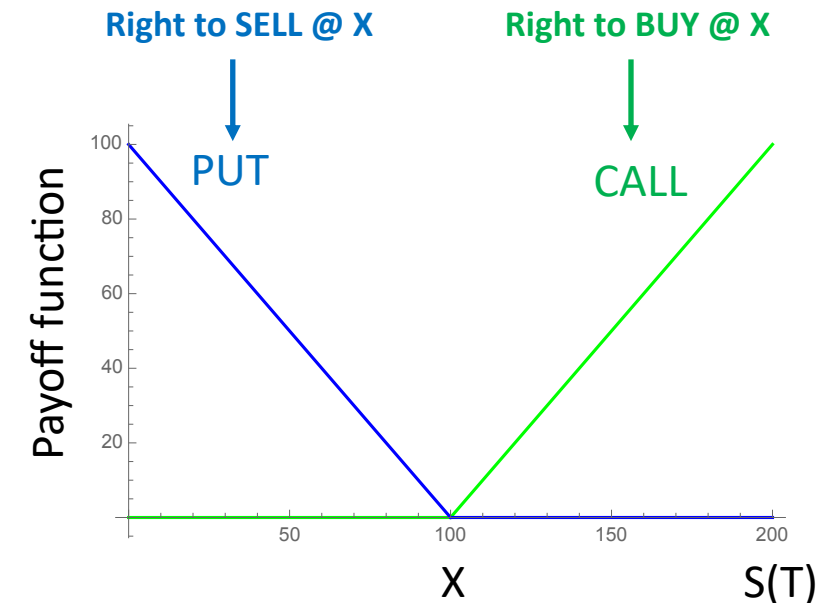 Right to SELL @ X
Right to BUY @ X
PUT
CALL
Payoff function
100
80
60
40
20
50
100
150
200
X
S(T)